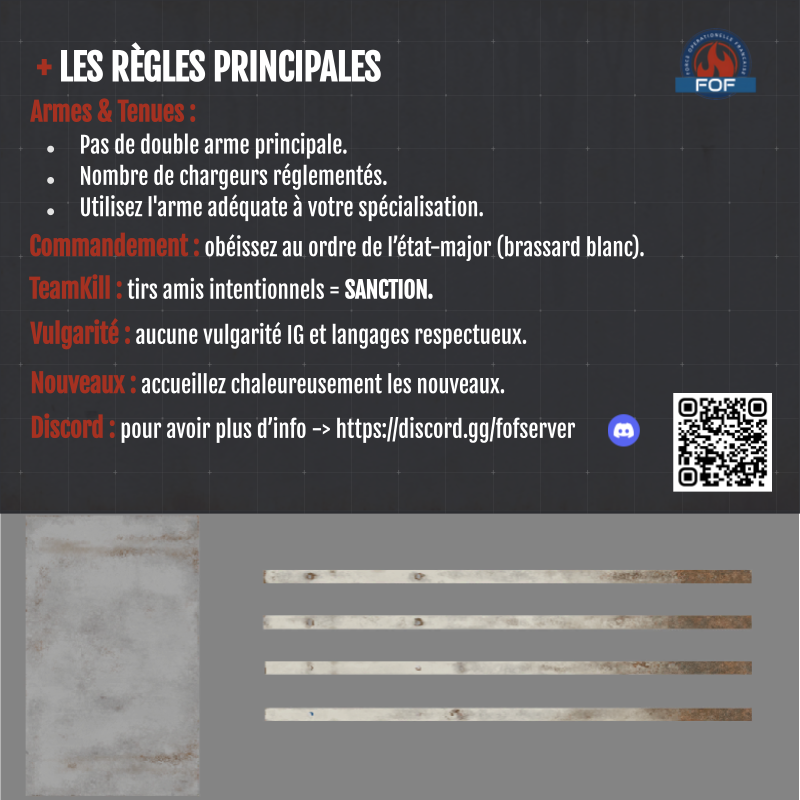 FORCE OPERATIONELLE FRANÇAISE
FOF
+ LES RÈGLES PRINCIPALES
Armes & Tenues :
• Pas de double arme principale.
• Nombre de chargeurs réglementés.
• Utilisez l'arme adéquate à votre spécialisation.
Commandement : obéissez au ordre de l’état-major (brassard blanc).
TeamKill : tirs amis intentionnels = SANCTION.
Vulgarité : aucune vulgarité IG et langages respectueux.
Nouveaux : accueillez chaleureusement les nouveaux.
Discord : pour avoir plus d’info –> https://discord.gg/fofserver